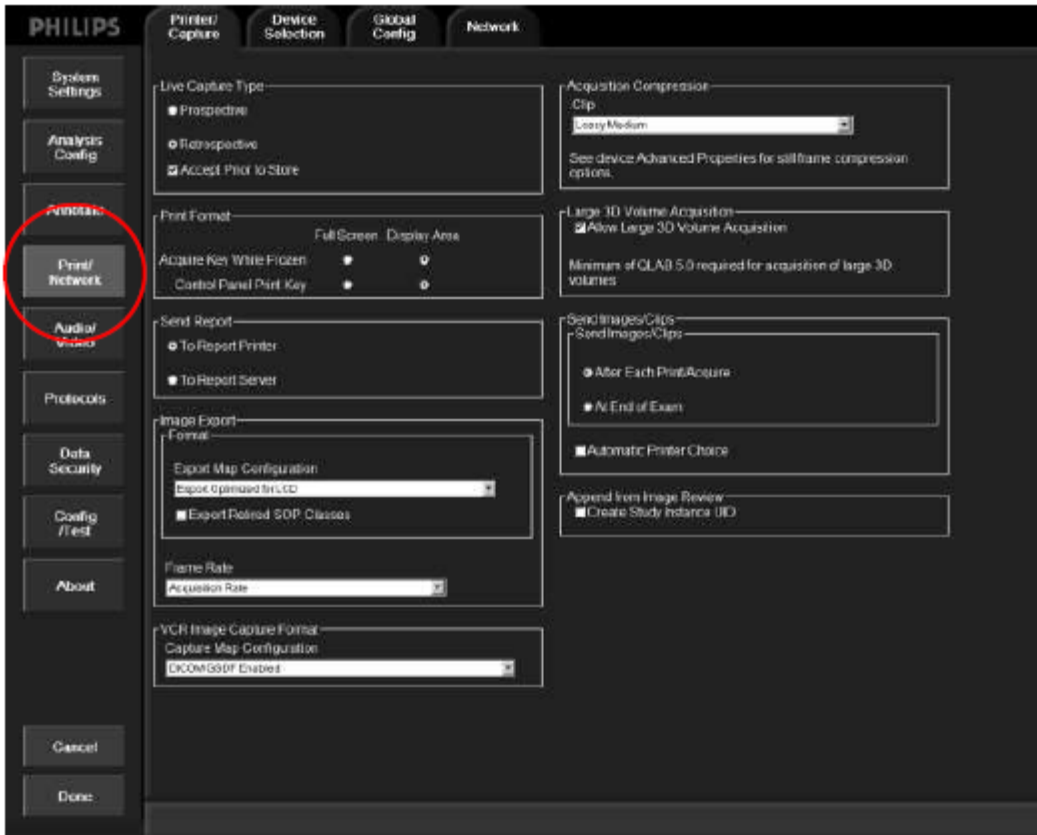 PHILIPS
Printer/
Capture
Device
Selection
Global
Config
Network
System
Settings
Analysis
Config
Annotate
Print/
Network
Audio/
Video
Protocols
Data
Security
Config
/Test
About
Cancel
Done
Live Capture Type
Prospective
Retrospective
Accept Prior to Store
Print Format
Full Screen Display Area
Acquire Key While Frozen
Control Panel Print Key
Send Report
To Report Printer
To Report Server
Image Export
Format
Export Map Configuration
Export Optimized for LCD
Export Retired SOP Classes
Frame Rate
Acquisition Rate
VCR Image Capture Format
Capture Map Configuration
DICOM GSDF Enabled
Acquisition Compression
Clip
Lossy Medium
See device Advanced Properties for still frame compression
options.
Large 3D Volume Acquisition
Allow Large 3D Volume Acquisition
Minimum of QLAB 5.0 required for acquisition of large 3D
volumes
Send Images/Clips
Send Images/Clips
After Each Print/Acquire
At End of Exam
Automatic Printer Choice
Append from Image Review
Create Study Instance UID